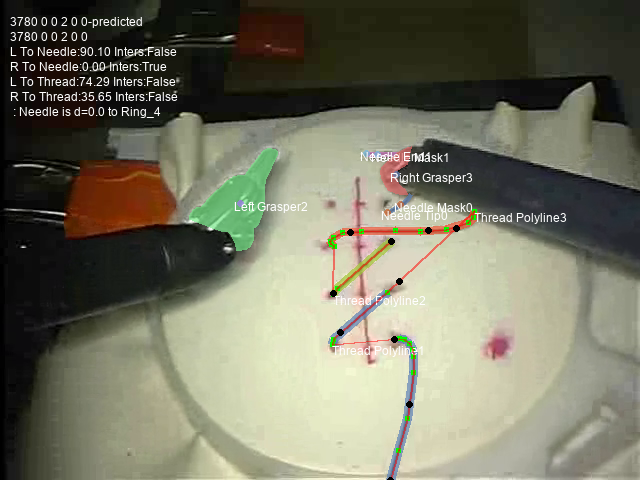 3780 0 0 2 0 0-predicted
3780 0 0 2 0 0
L To Needle:90.10 Inters:False
R To Needle:0.00 Inters:True
L To Thread:74.29 Inters:False
R To Thread:35.65 Inters:False
: Needle is d=0.0 to Ring_4
Mask1
Right Grasper3
Left Grasper2
Needle Mask0
Needle Tip0
Thread Polyline3
Thread Polyline2
Thread Polyline1